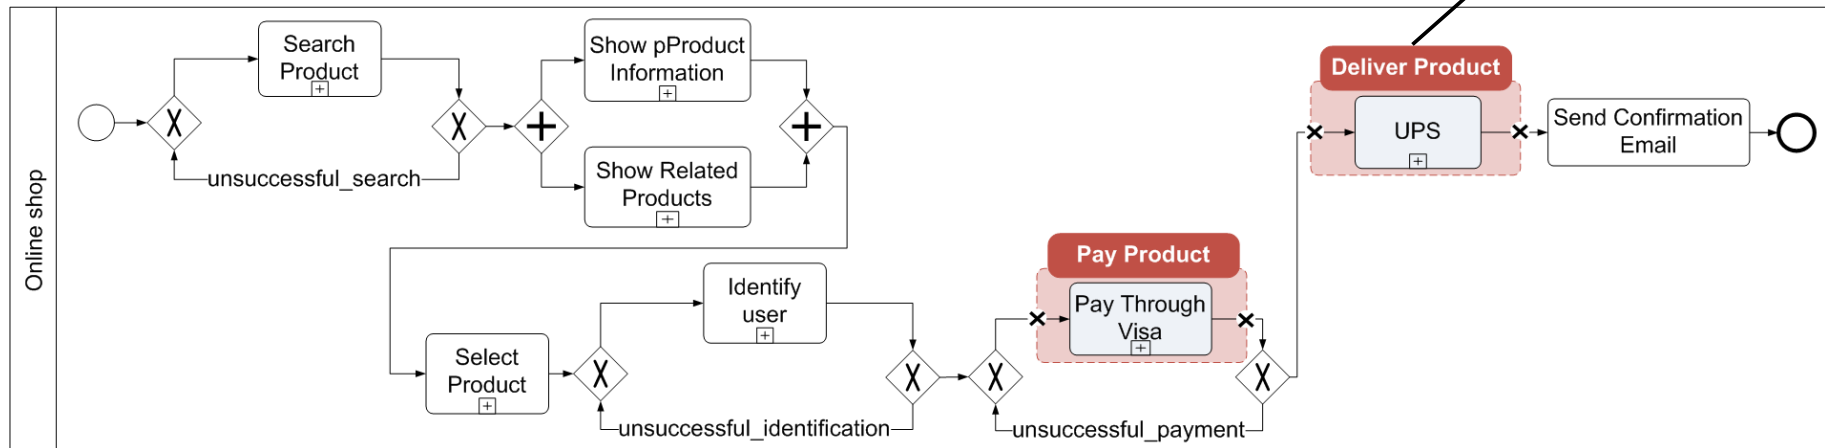 Online shop
Search
Product
unsuccessful_search
Show pProduct
Information
Show Related
Products
Select
Product
Identify
user
unsuccessful_identification
Pay Product
Pay Through
Visa
unsuccessful_payment
Deliver Product
UPS
Send Confirmation
Email